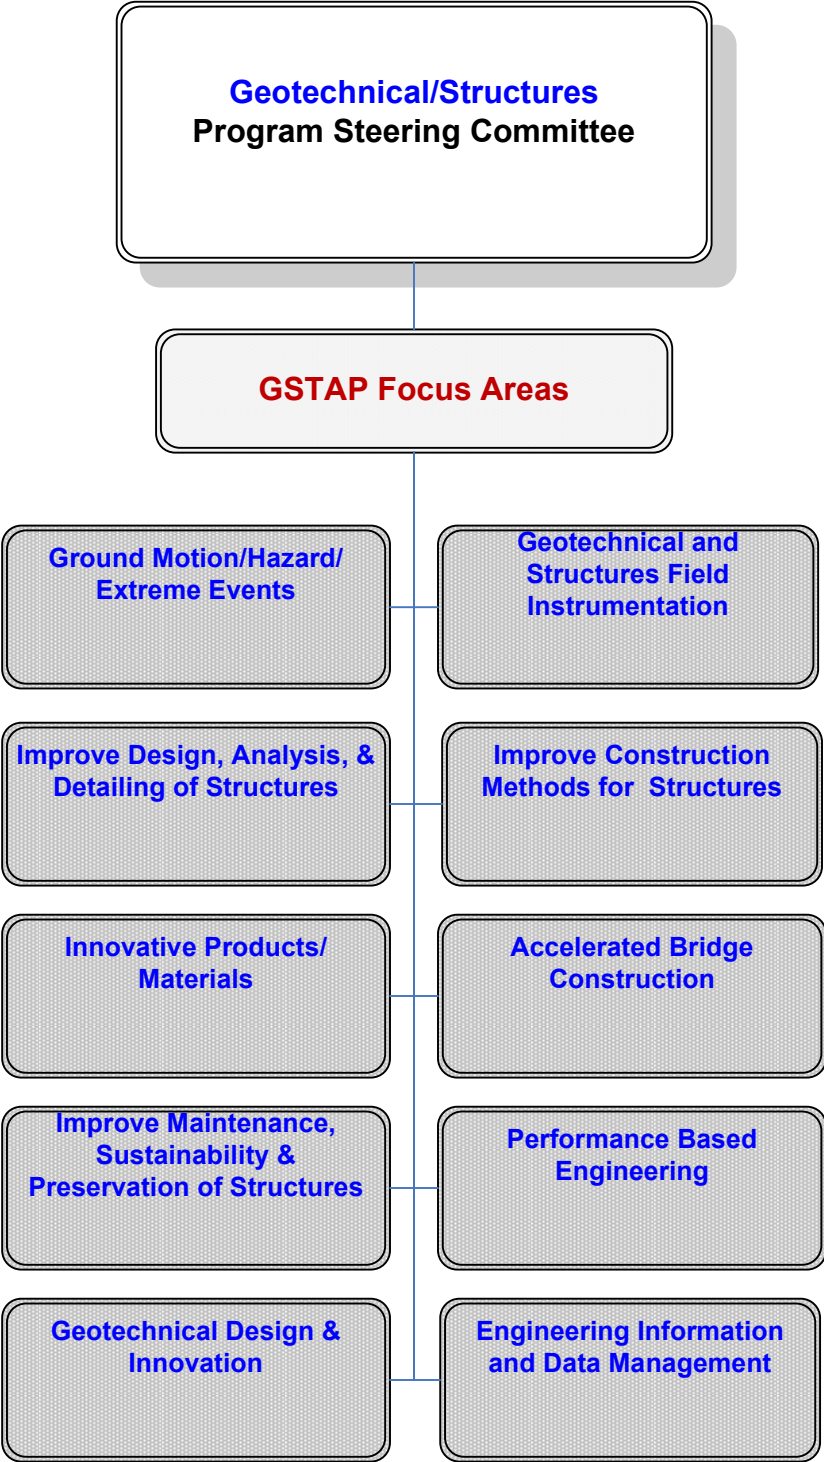 Geotechnical/Structures
Program Steering Committee
GSTAP Focus Areas
Ground Motion/Hazard/
Extreme Events
Geotechnical and
Structures Field
Instrumentation
Improve Design, Analysis, &
Detailing of Structures
Improve Construction
Methods for  Structures
Innovative Products/
Materials
Accelerated Bridge
Construction
Improve Maintenance,
Sustainability &
Preservation of Structures
Performance Based
Engineering
Geotechnical Design &
Innovation
Engineering Information
and Data Management